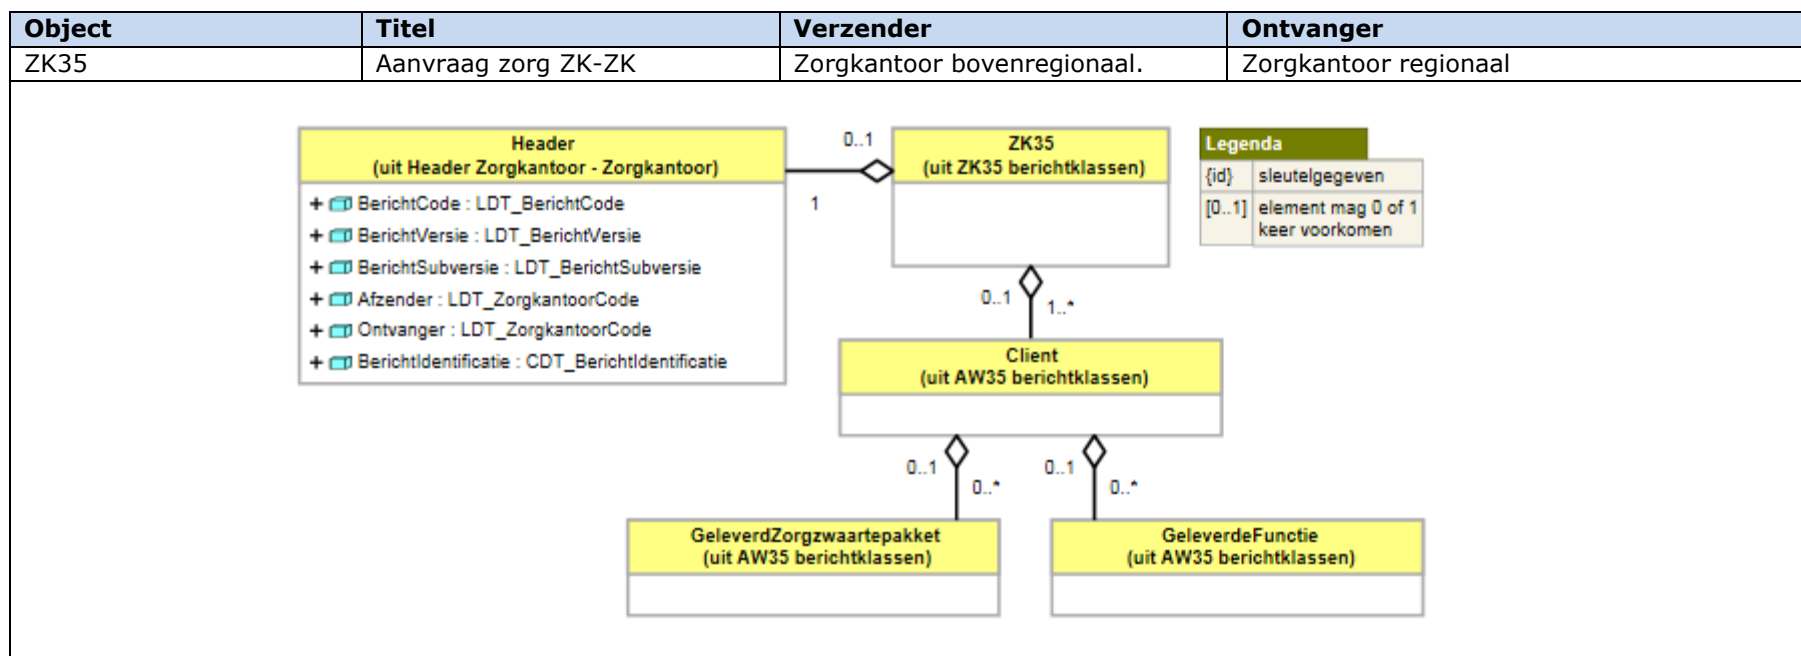 Object Titel Verzender Ontvanger
ZK35 Aanvraag zorg ZK-ZK Zorgkantoor bovenregionaal. Zorgkantoor regionaal
Header
(uit Header Zorgkantoor - Zorgkantoor)
+ BerichtCode : LDT_BerichtCode
+ BerichtVersie : LDT_BerichtVersie
+ BerichtSubversie : LDT_BerichtSubversie
+ Afzender : LDT_ZorgkantoorCode
+ Ontvanger : LDT_ZorgkantoorCode
+ BerichtIdentificatie : CDT_BerichtIdentificatie
0..1
1
ZK35
(uit ZK35 berichtklassen)
Legenda
{id} sleutelgegeven
[0..1] element mag 0 of 1
keer voorkomen
0..1
1..*
Client
(uit AW35 berichtklassen)
0..1
0..*
0..1
0..*
GeleverdZorgzwaartepakket
(uit AW35 berichtklassen)
GeleverdeFunctie
(uit AW35 berichtklassen)